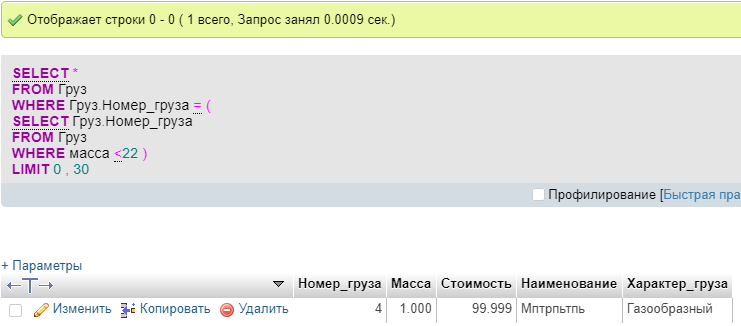 Отображает строки 0 - 0 ( 1 всего, Запрос занял 0.0009 сек.)
SELECT *
FROM Груз
WHERE Груз.Номер_груза = (
SELECT Груз.Номер_груза
FROM Груз
WHERE масса <22 )
LIMIT 0 , 30
Профилирование [Быстрая пра
+ Параметры
←T→ Номер_груза Масса Стоимость Наименование Характер_груза
Изменить Копировать Удалить 4 1.000 99.999 Мптрпьтпь Газообразный